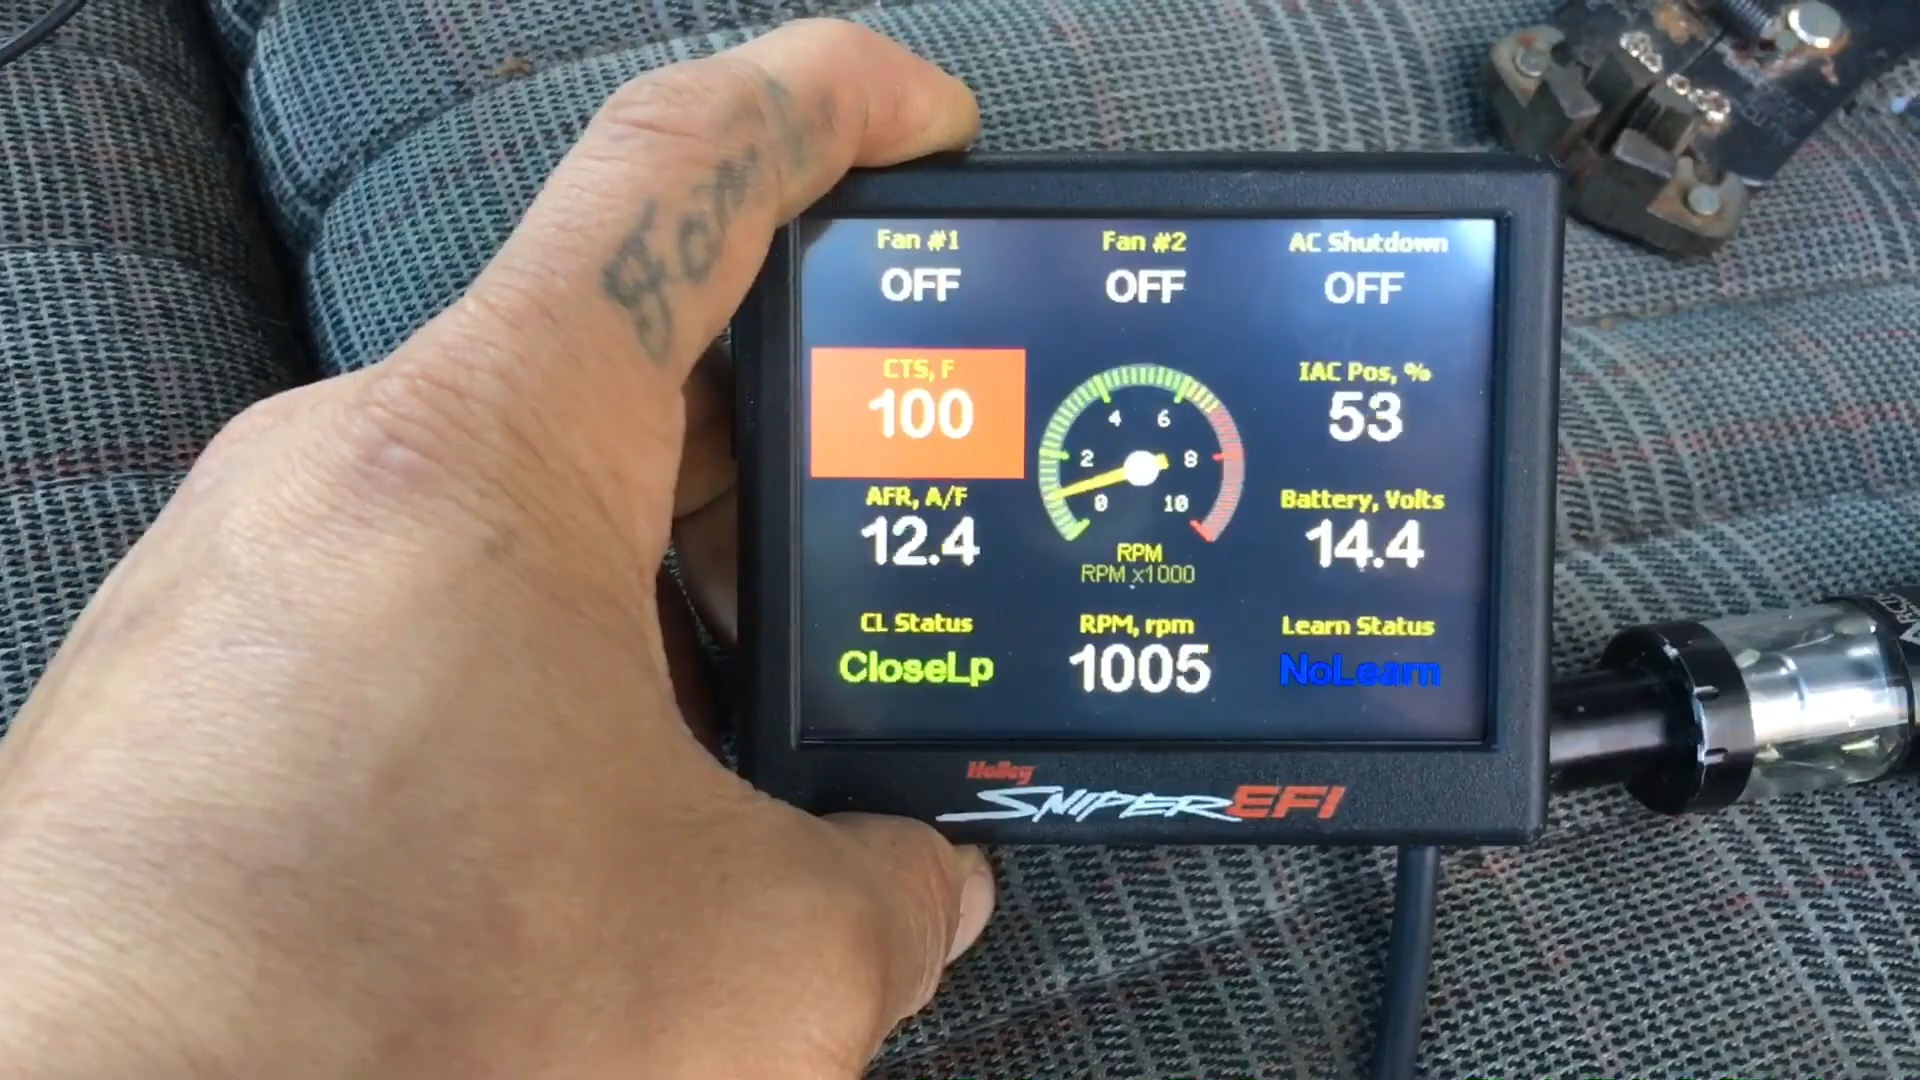 Fan #1 Fan #2 AC Shutdown
OFF OFF OFF
CTS, F IAC Pos, %
100 53
4 6
2 8
0 10
AFR, A/F Battery, Volts
12.4 14.4
RPM
RPM x1000
CL Status RPM, rpm Learn Status
CloseLp 1005 NoLearn
Holley
SNIPER EFI